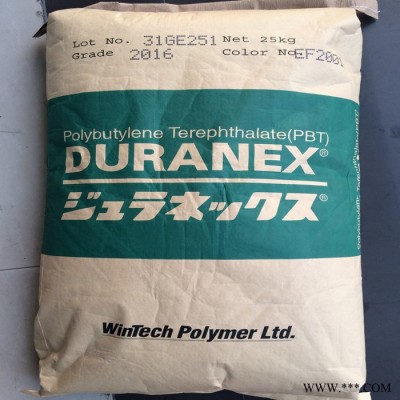 Lot No. 31GE251 Net 25kg
Grade 2016 Color No EF2001
Polybutylene Terephthalate(PBT)
DURANEX®
ジュラネックス®
WinTech Polymer Ltd.
WWW.***.COM